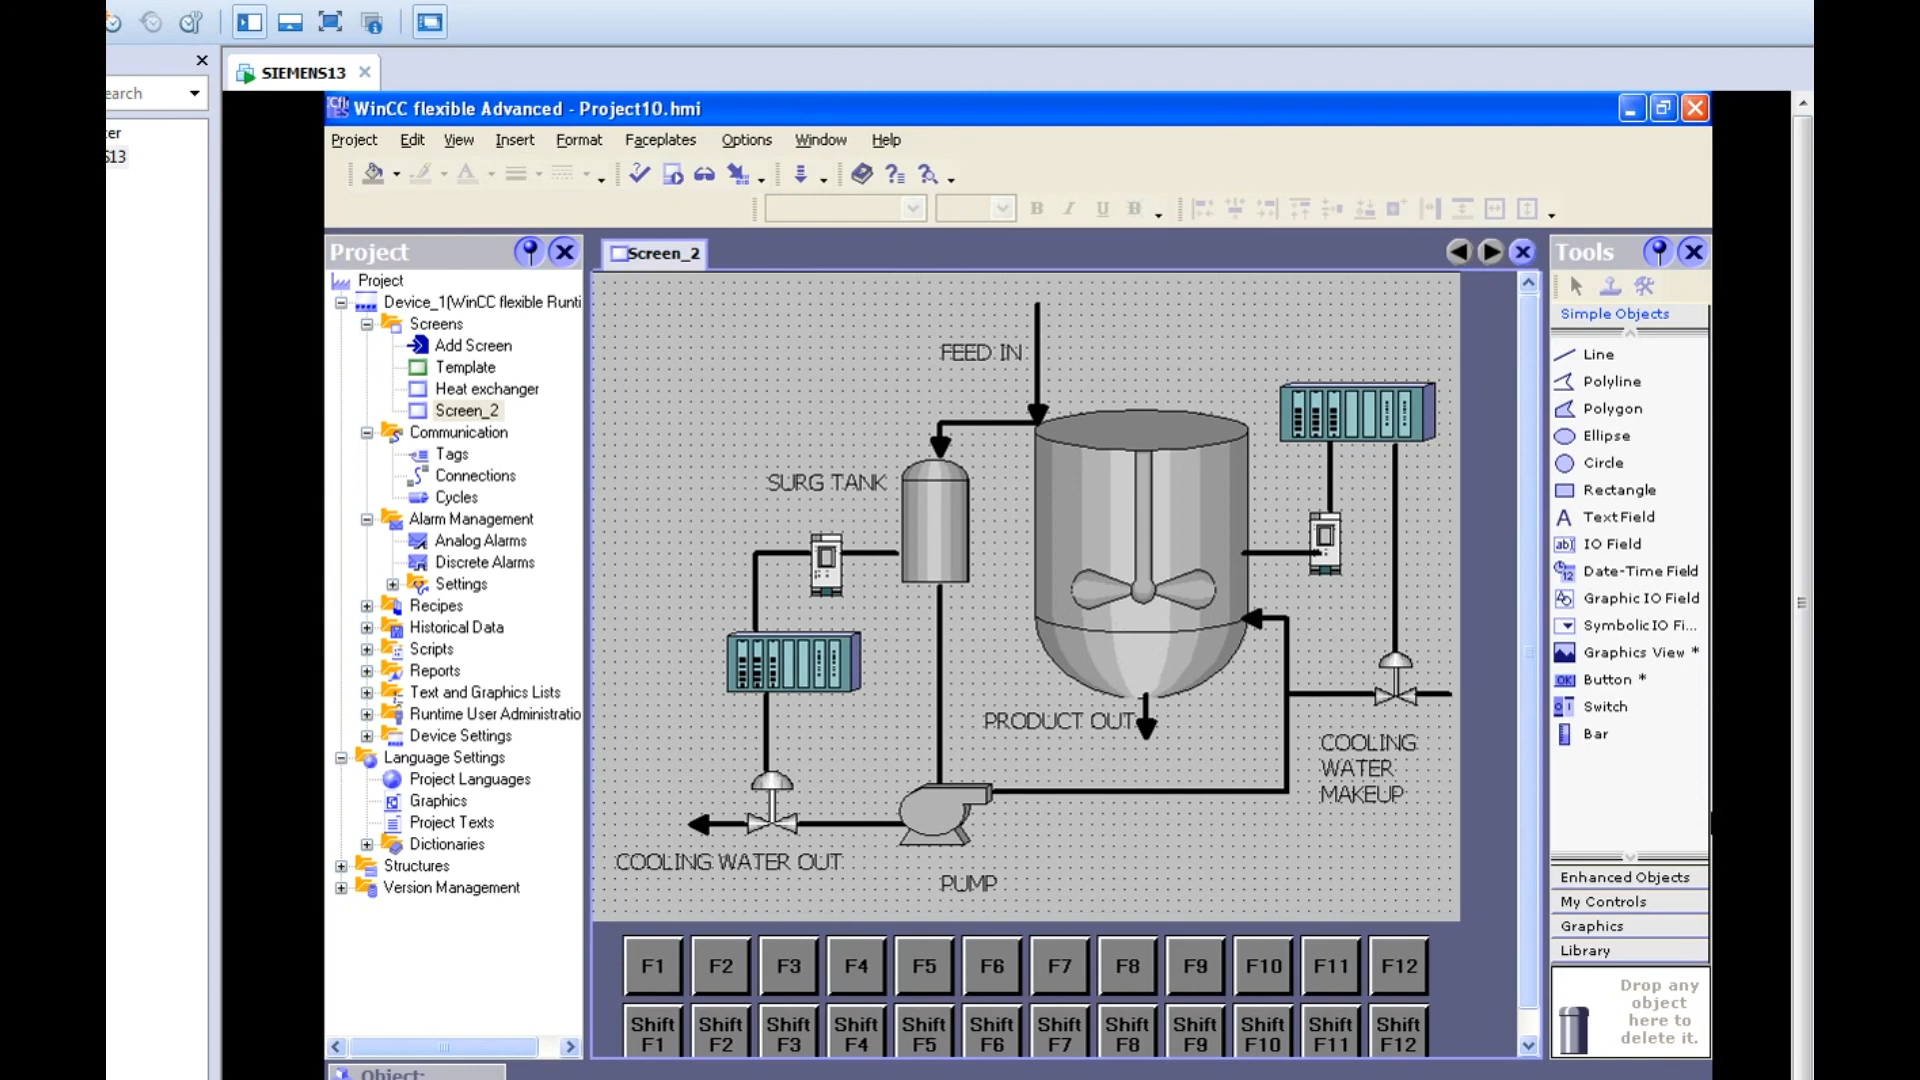 SIEMENS13
earch
ter
S13
WinCC flexible Advanced - Project10.hmi
Project Edit View Insert Format Faceplates Options Window Help
B I U B
Project
Screen_2
Tools
Project
Device_1(WinCC flexible Runti
Screens
Add Screen
Template
Heat exchanger
Screen_2
Communication
Tags
Connections
Cycles
Alarm Management
Analog Alarms
Discrete Alarms
Settings
Recipes
Historical Data
Scripts
Reports
Text and Graphics Lists
Runtime User Administratio
Device Settings
Language Settings
Project Languages
Graphics
Project Texts
Dictionaries
Structures
Version Management
Object:
FEED IN
SURG TANK
PRODUCT OUT
COOLING
WATER
MAKEUP
COOLING WATER OUT
PUMP
F1 F2 F3 F4 F5 F6 F7 F8 F9 F10 F11 F12
Shift Shift Shift Shift Shift Shift Shift Shift Shift Shift Shift Shift
F1 F2 F3 F4 F5 F6 F7 F8 F9 F10 F11 F12
Simple Objects
Line
Polyline
Polygon
Ellipse
Circle
Rectangle
Text Field
IO Field
Date-Time Field
Graphic IO Field
Symbolic IO Fi...
Graphics View *
Button *
Switch
Bar
Enhanced Objects
My Controls
Graphics
Library
Drop any
object
here to
delete it.